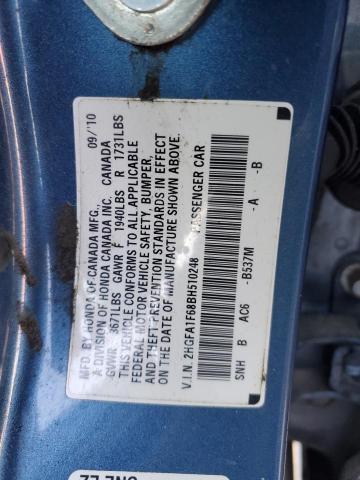 MFD. BY HONDA OF CANADA MFG., 09/10
A DIVISION OF HONDA CANADA INC. CANADA
GVWR 3671LBS GAWR F 1940LBS R 1731LBS
THIS VEHICLE CONFORMS TO ALL APPLICABLE
FEDERAL MOTOR VEHICLE SAFETY, BUMPER,
AND THEFT PREVENTION STANDARDS IN EFFECT
ON THE DATE OF MANUFACTURE SHOWN ABOVE.
V.I.N. 2HGFA1F68BH510248 PASSENGER CAR
SNH B AC6 -B537M -A -B